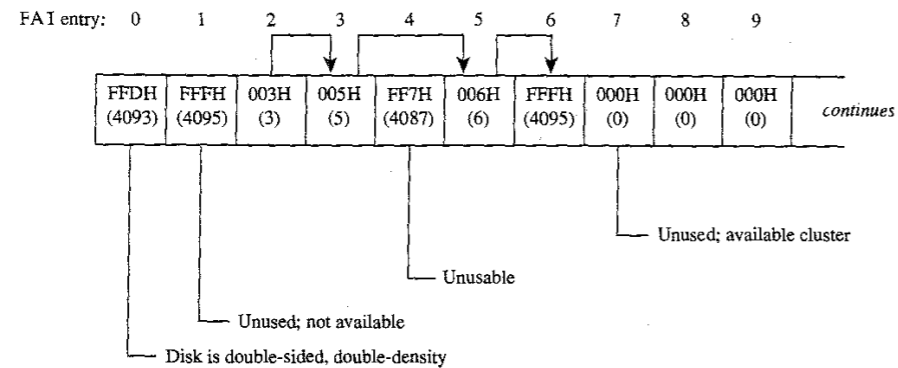 FAT entry: 0 1 2 3 4 5 6 7 8 9
FFDH FFFH 003H 005H FF7H 006H FFFH 000H 000H 000H
(4093) (4095) (3) (5) (4087) (6) (4095) (0) (0) (0)
continues
Unused; available cluster
Unusable
Unused; not available
Disk is double-sided, double-density